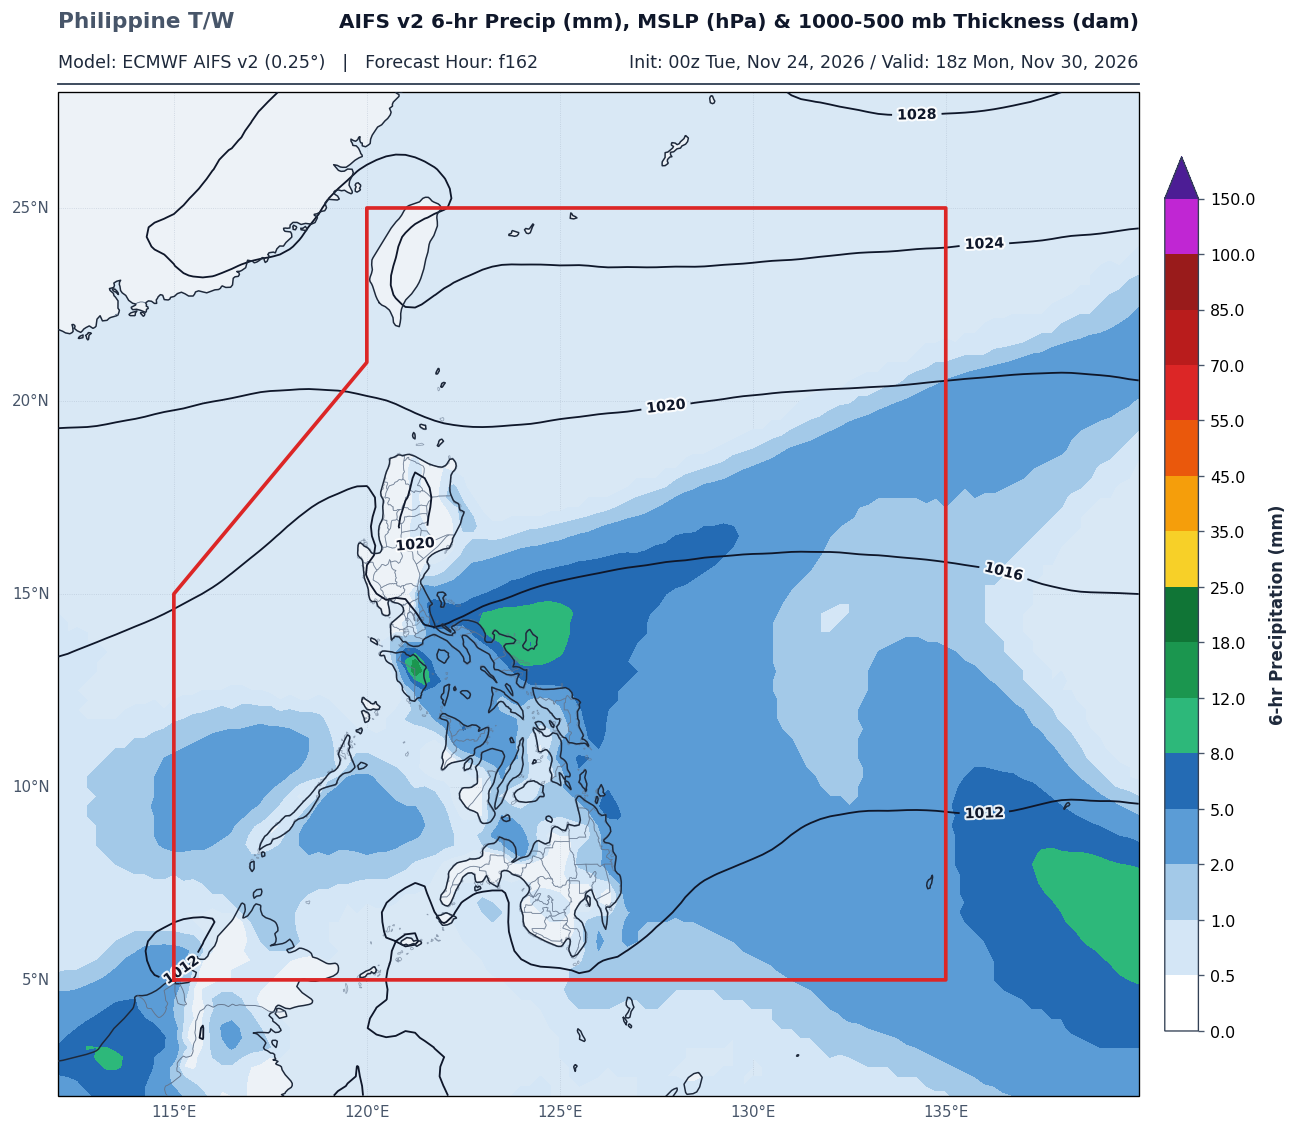 Philippine T/W
AIFS v2 6-hr Precip (mm), MSLP (hPa) & 1000-500 mb Thickness (dam)
Model: ECMWF AIFS v2 (0.25°)   |   Forecast Hour: f162
Init: 00z Tue, Nov 24, 2026 / Valid: 18z Mon, Nov 30, 2026
1028
1024
1020
1020
1016
1012
1012
25°N
20°N
15°N
10°N
5°N
115°E
120°E
125°E
130°E
135°E
150.0
100.0
85.0
70.0
55.0
45.0
35.0
25.0
18.0
12.0
8.0
5.0
2.0
1.0
0.5
0.0
6-hr Precipitation (mm)